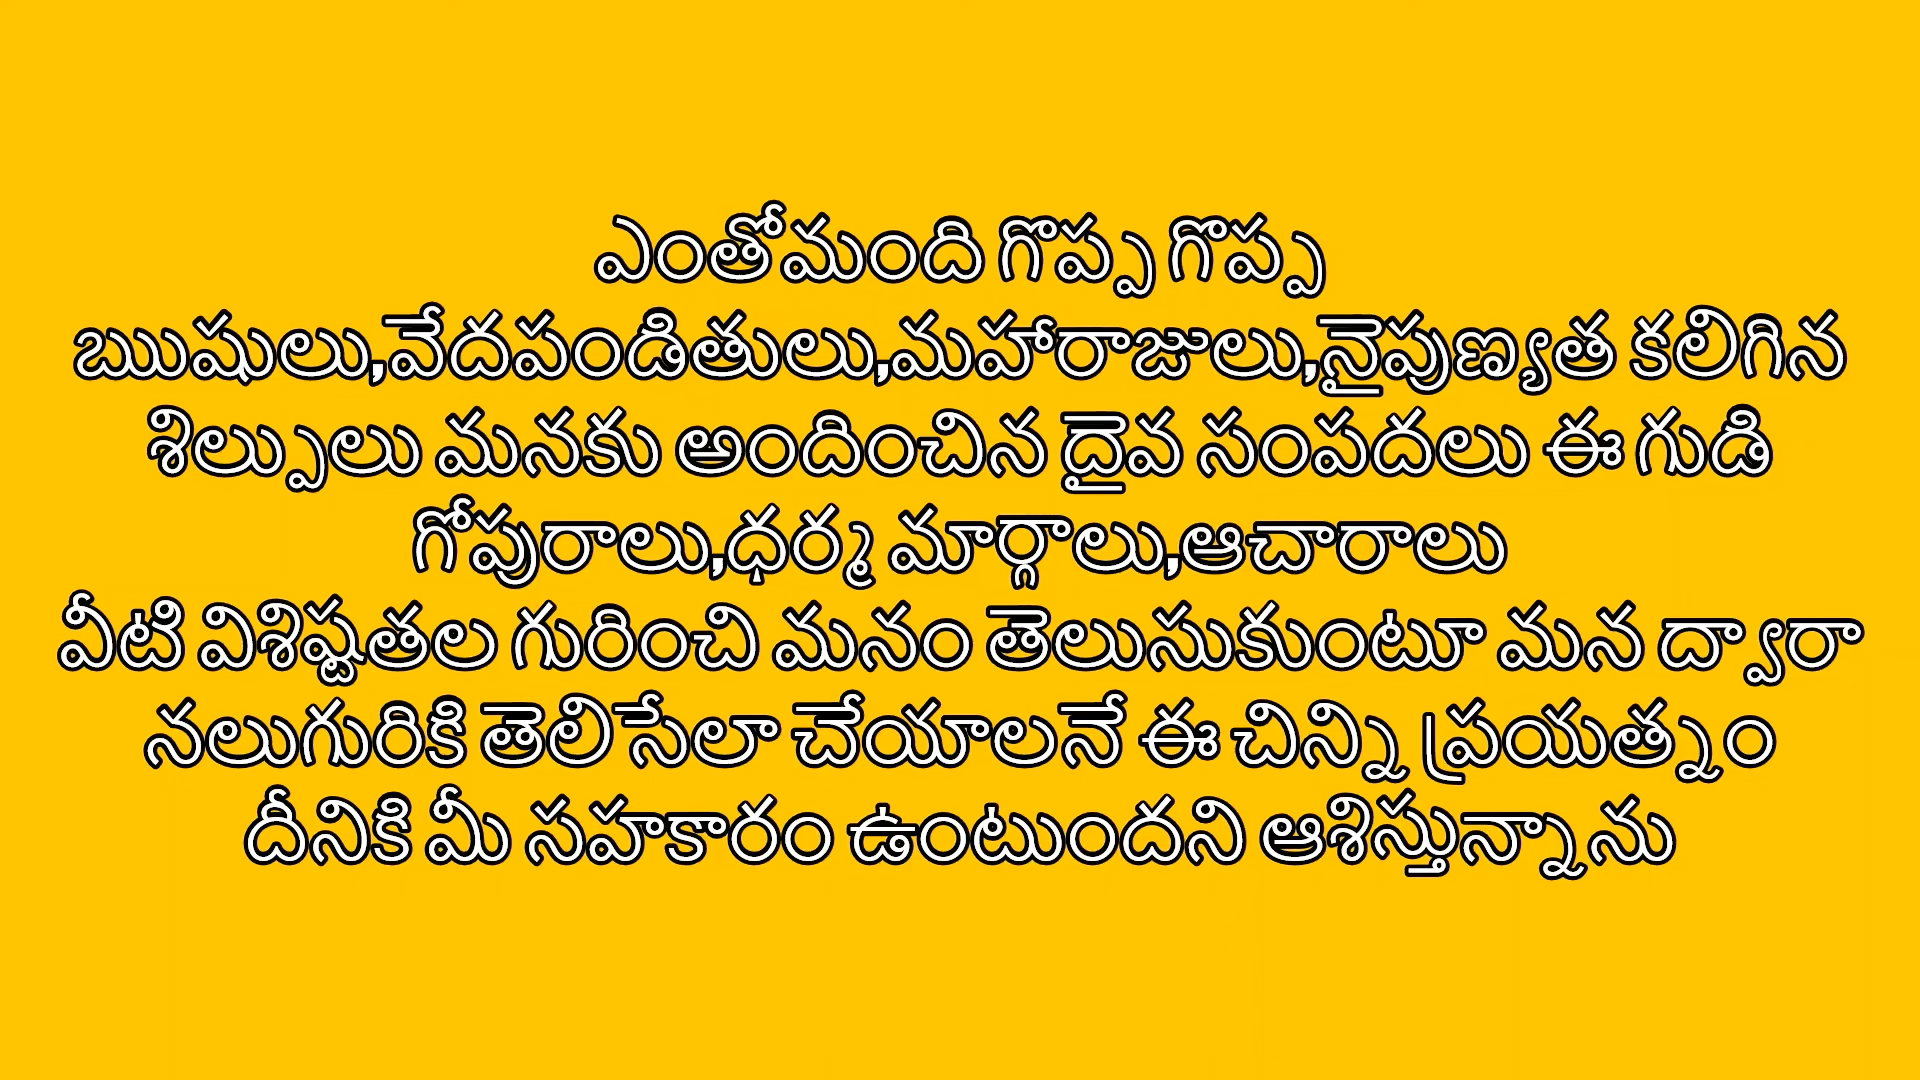 ఎంతోమంది గొప్ప గొప్ప
ఋషులు,వేదపండితులు,మహారాజులు,నైపుణ్యత కలిగిన
శిల్పులు మనకు అందించిన దైవ సంపదలు ఈ గుడి
గోపురాలు,ధర్మ మార్గాలు,ఆచారాలు
వీటి విశిష్టతల గురించి మనం తెలుసుకుంటూ మన ద్వారా
నలుగురికి తెలిసేలా చేయాలనే ఈ చిన్ని ప్రయత్నం
దీనికి మీ సహకారం ఉంటుందని ఆశిస్తున్నాను